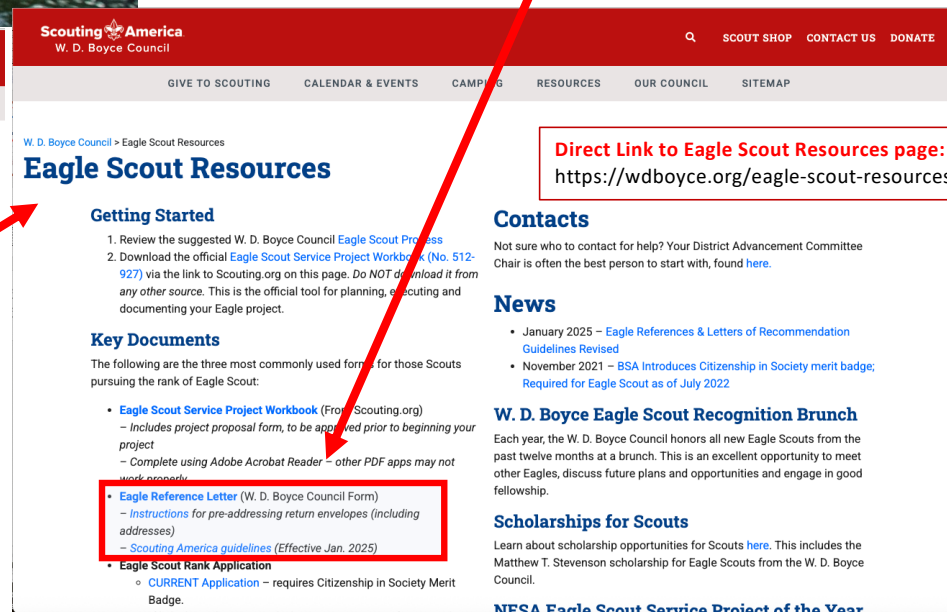 Scouting America
W. D. Boyce Council
SCOUT SHOP CONTACT US DONATE
GIVE TO SCOUTING CALENDAR & EVENTS CAMPING RESOURCES OUR COUNCIL SITEMAP
W. D. Boyce Council > Eagle Scout Resources
Eagle Scout Resources
Direct Link to Eagle Scout Resources page:
https://wdboyce.org/eagle-scout-resources
Getting Started
1. Review the suggested W. D. Boyce Council Eagle Scout Process
2. Download the official Eagle Scout Service Project Workbook (No. 512-
927) via the link to Scouting.org on this page. Do NOT download it from
any other source. This is the official tool for planning, executing and
documenting your Eagle project.
Key Documents
The following are the three most commonly used forms for those Scouts
pursuing the rank of Eagle Scout:
• Eagle Scout Service Project Workbook (From Scouting.org)
– Includes project proposal form, to be approved prior to beginning your
project
– Complete using Adobe Acrobat Reader – other PDF apps may not
work properly
• Eagle Reference Letter (W. D. Boyce Council Form)
– Instructions for pre-addressing return envelopes (including
addresses)
– Scouting America guidelines (Effective Jan. 2025)
• Eagle Scout Rank Application
◦ CURRENT Application – requires Citizenship in Society Merit
Badge.
Contacts
Not sure who to contact for help? Your District Advancement Committee
Chair is often the best person to start with, found here.
News
• January 2025 – Eagle References & Letters of Recommendation
Guidelines Revised
• November 2021 – BSA Introduces Citizenship in Society merit badge;
Required for Eagle Scout as of July 2022
W. D. Boyce Eagle Scout Recognition Brunch
Each year, the W. D. Boyce Council honors all new Eagle Scouts from the
past twelve months at a brunch. This is an excellent opportunity to meet
other Eagles, discuss future plans and opportunities and engage in good
fellowship.
Scholarships for Scouts
Learn about scholarship opportunities for Scouts here. This includes the
Matthew T. Stevenson scholarship for Eagle Scouts from the W. D. Boyce
Council.
NESA Eagle Scout Service Project of the Year